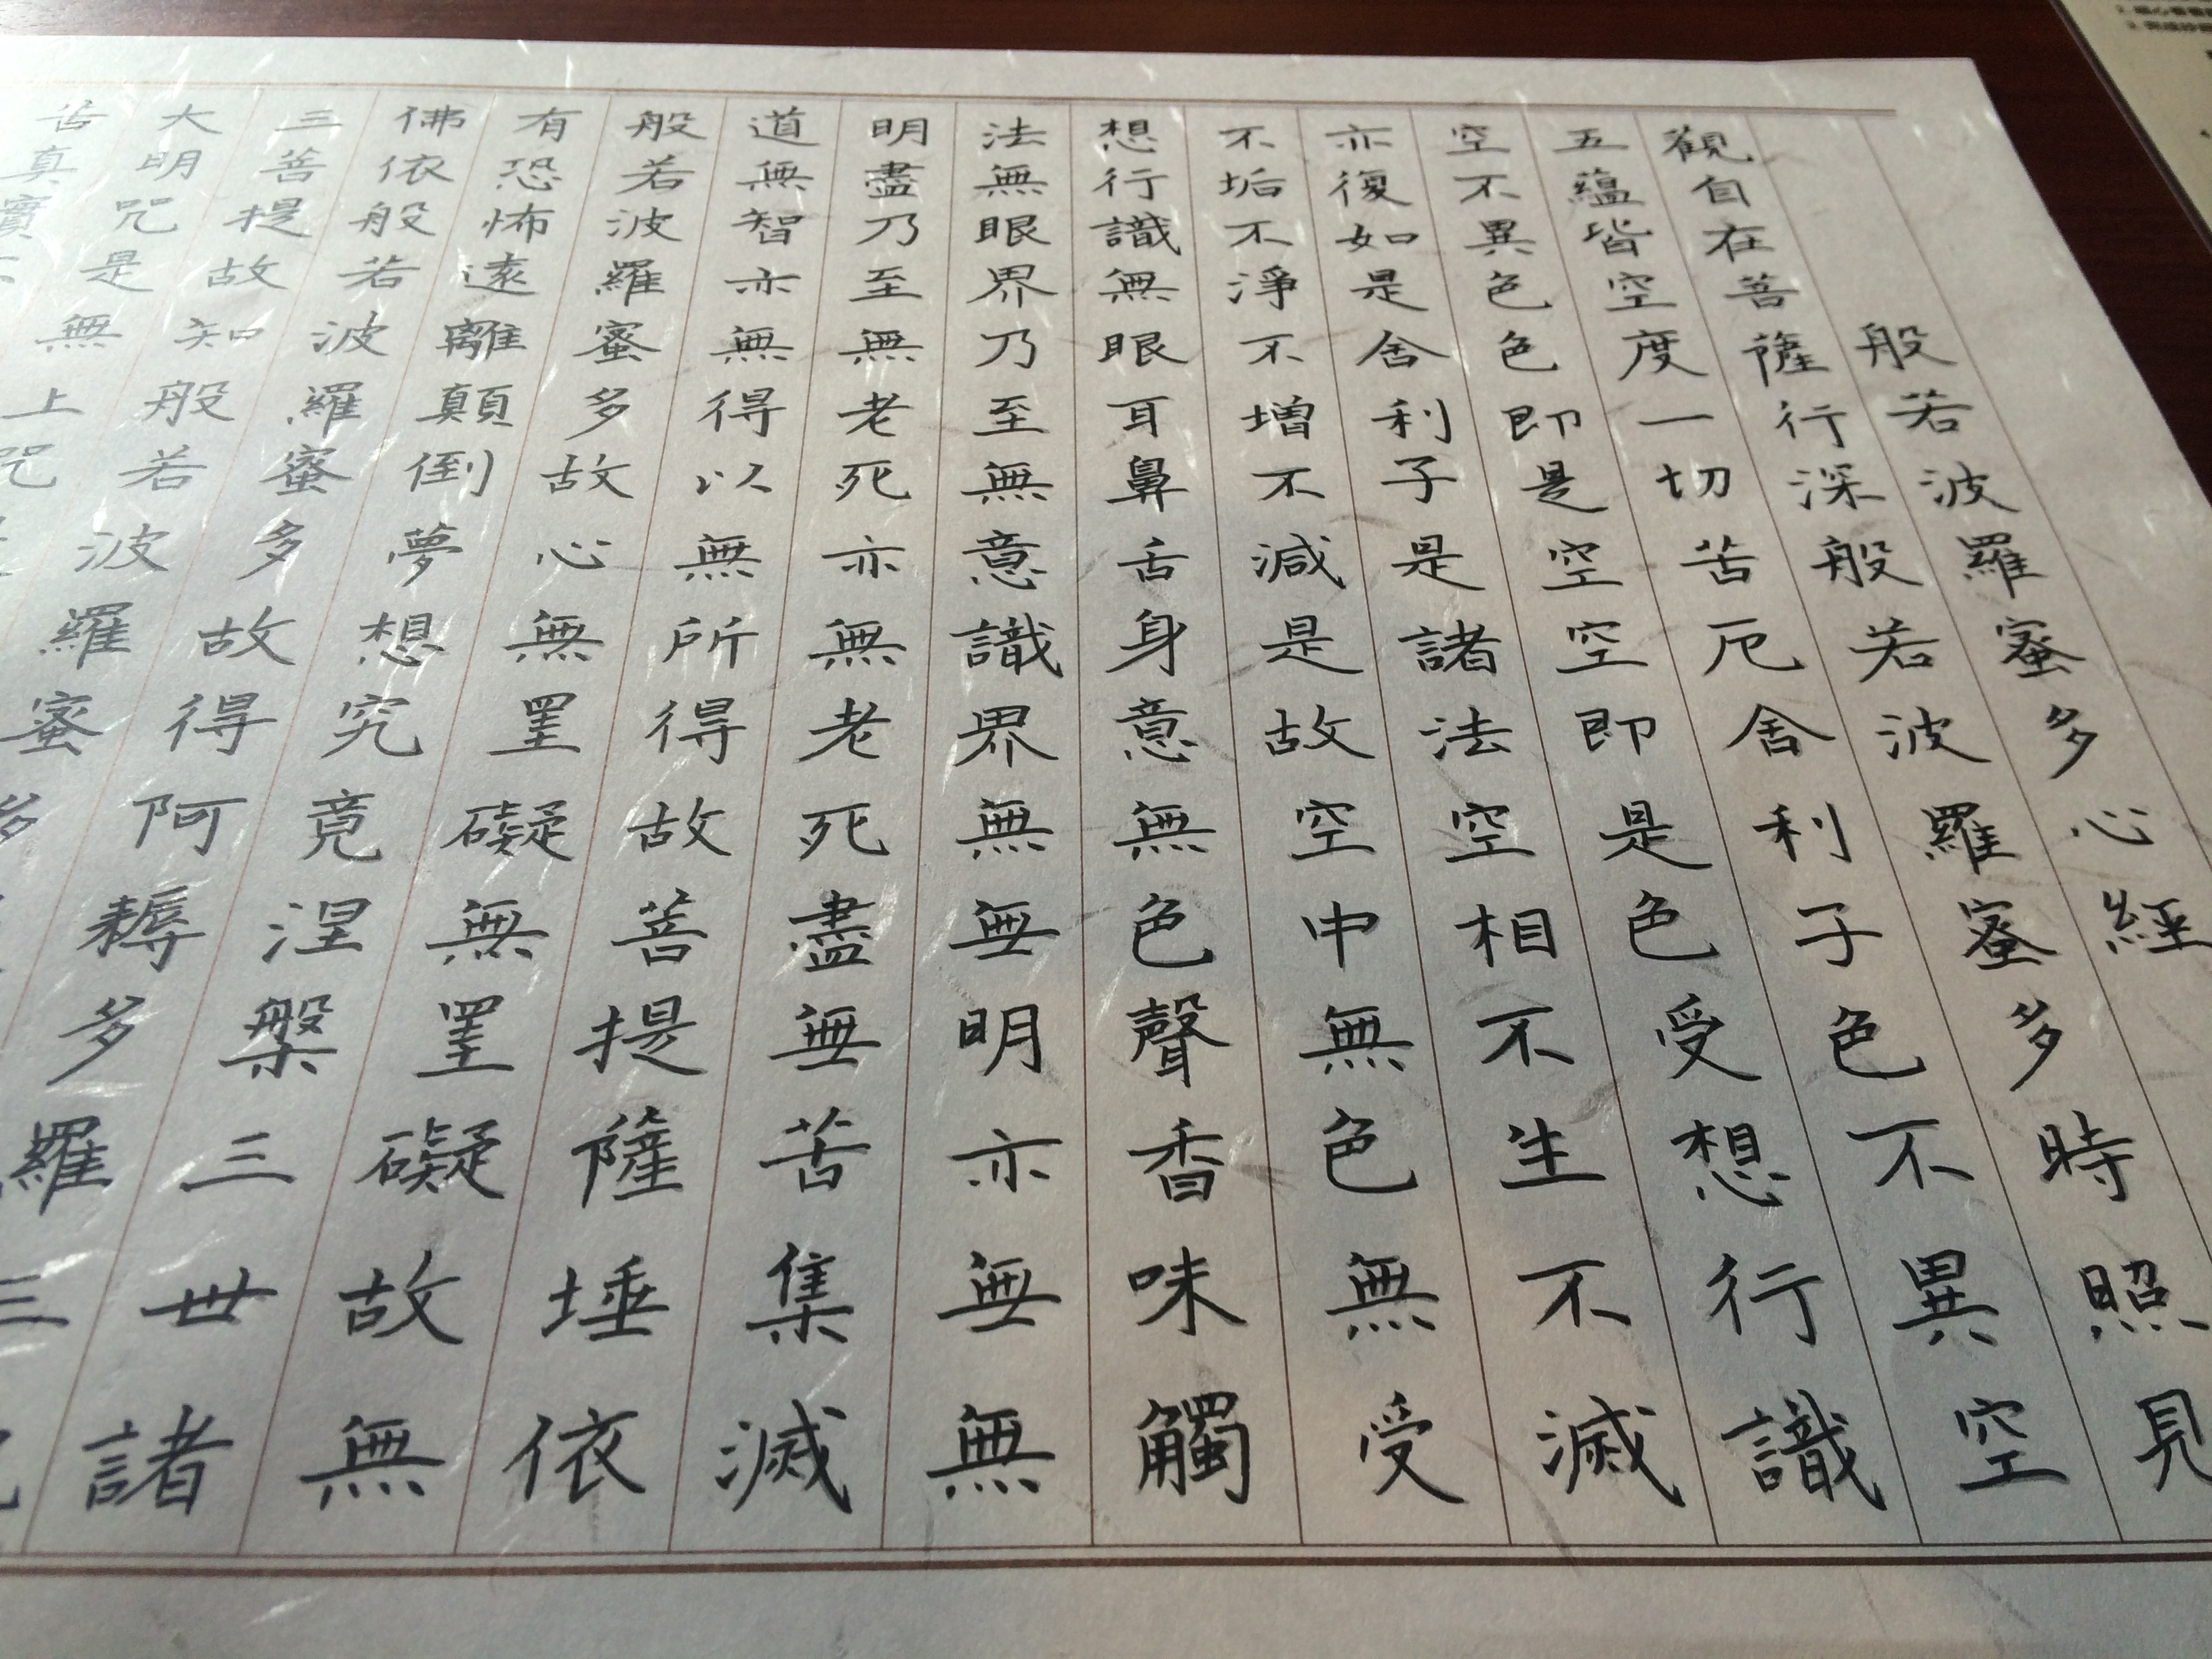 般若波羅蜜多心經
觀自在菩薩行深般若波羅蜜多時照見
五蘊皆空度一切苦厄舍利子色不異空
空不異色色即是空空即是色受想行識
亦復如是舍利子是諸法空相不生不滅
不垢不淨不增不減是故空中無色無受
想行識無眼耳鼻舌身意無色聲香味觸
法無眼界乃至無意識界無無明亦無無
明盡乃至無老死亦無老死盡無苦集滅
道無智亦無得以無所得故菩提薩埵依
般若波羅蜜多故心無罣礙無罣礙故無
有恐怖遠離顛倒夢想究竟涅槃三世諸
佛依般若波羅蜜多故得阿耨多羅三
三菩提故知般若波羅蜜多
大明咒是無上咒
苦真實